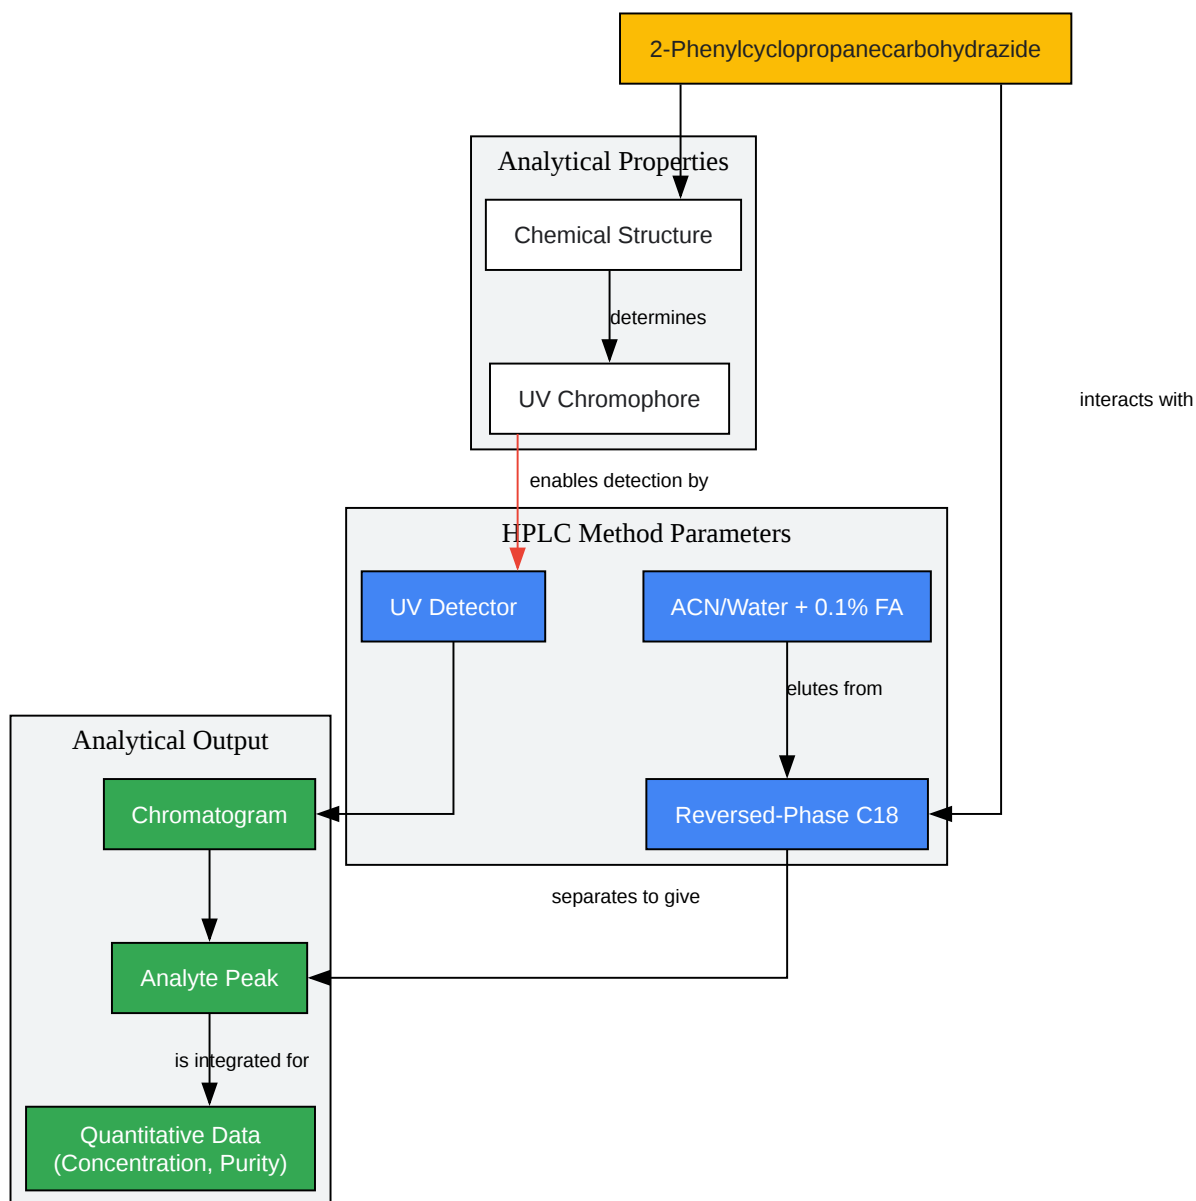 2-Phenylcyclopropanecarbohydrazide
Analytical Properties
Chemical Structure
determines
UV Chromophore
interacts with
enables detection by
HPLC Method Parameters
UV Detector
ACN/Water + 0.1% FA
elutes from
Analytical Output
Chromatogram
Reversed-Phase C18
separates to give
Analyte Peak
is integrated for
Quantitative Data
(Concentration, Purity)